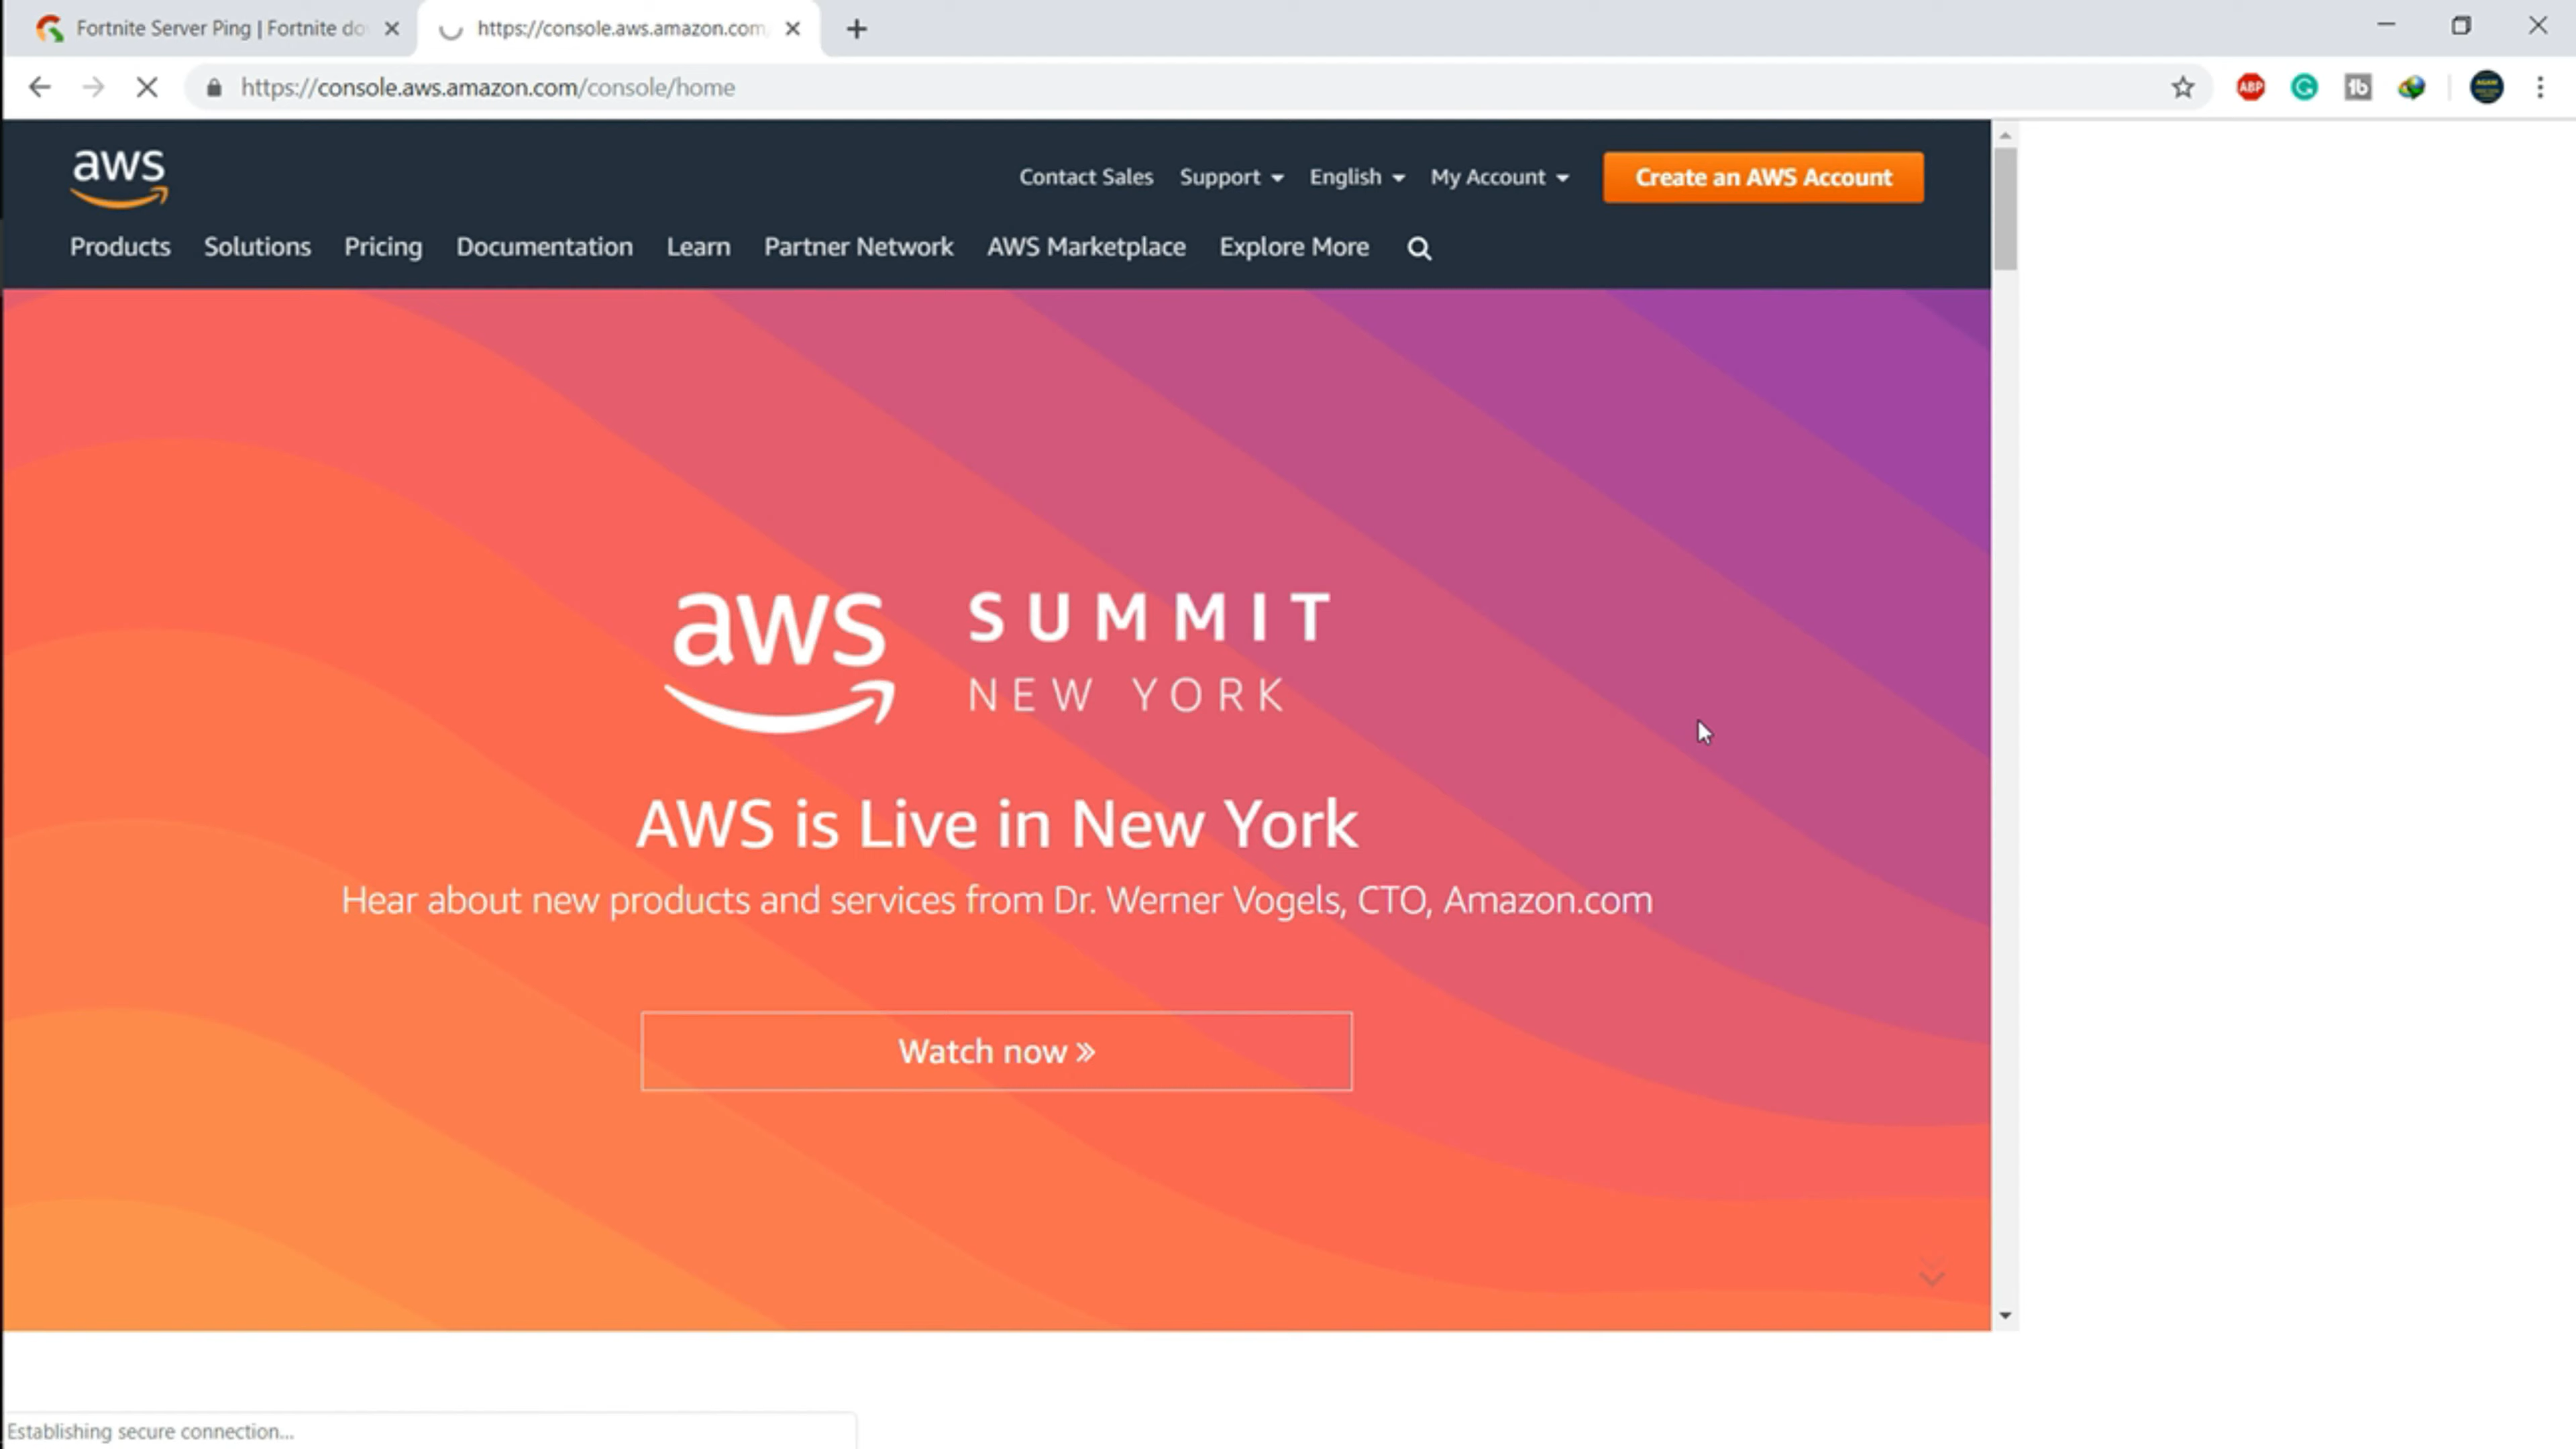 Fortnite Server Ping | Fortnite do
https://console.aws.amazon.com
https://console.aws.amazon.com/console/home
ABP
aws
Contact Sales Support English My Account Create an AWS Account
Products Solutions Pricing Documentation Learn Partner Network AWS Marketplace Explore More
aws SUMMIT
NEW YORK
AWS is Live in New York
Hear about new products and services from Dr. Werner Vogels, CTO, Amazon.com
Watch now »
Establishing secure connection...